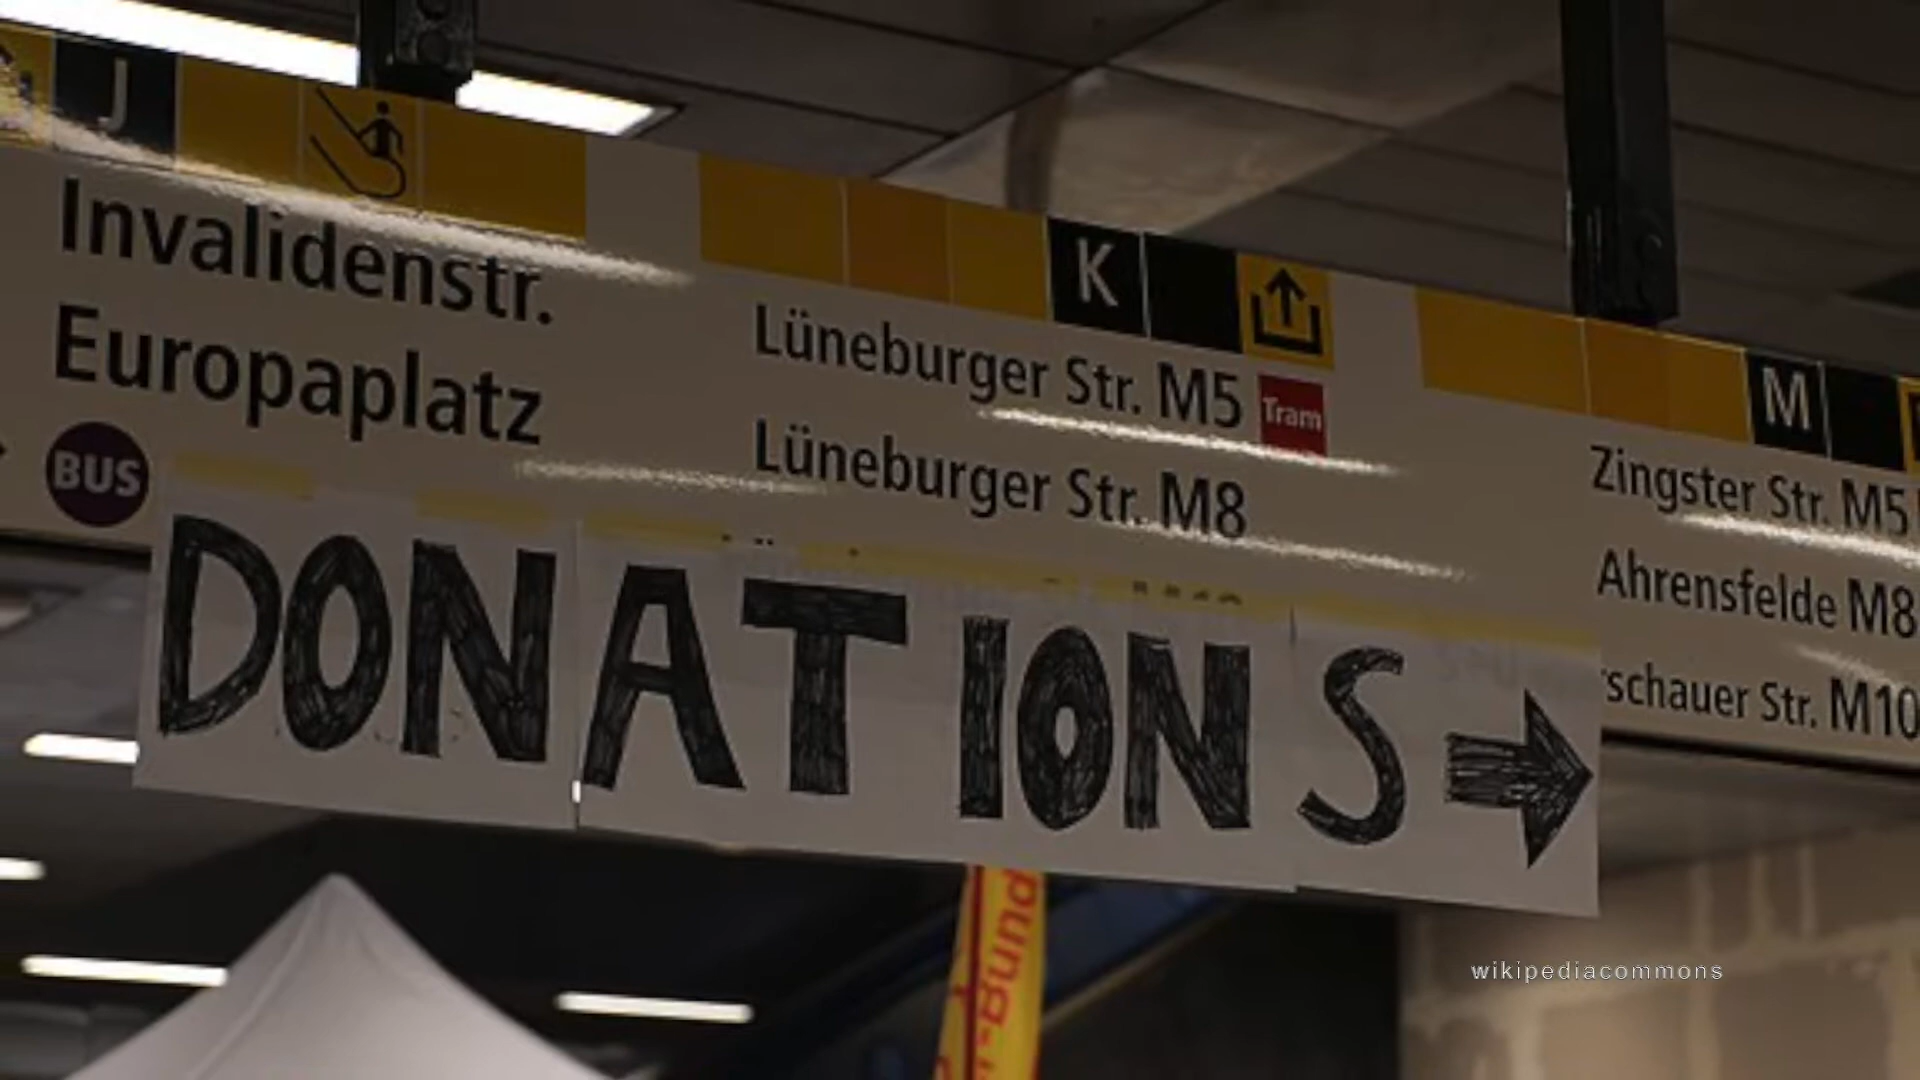 J
Invalidenstr.
Europaplatz
BUS
K
Lüneburger Str. M5 Tram
Lüneburger Str. M8
M
Zingster Str. M5
Ahrensfelde M8
rschauer Str. M10
DONATIONS
wikipediacommons